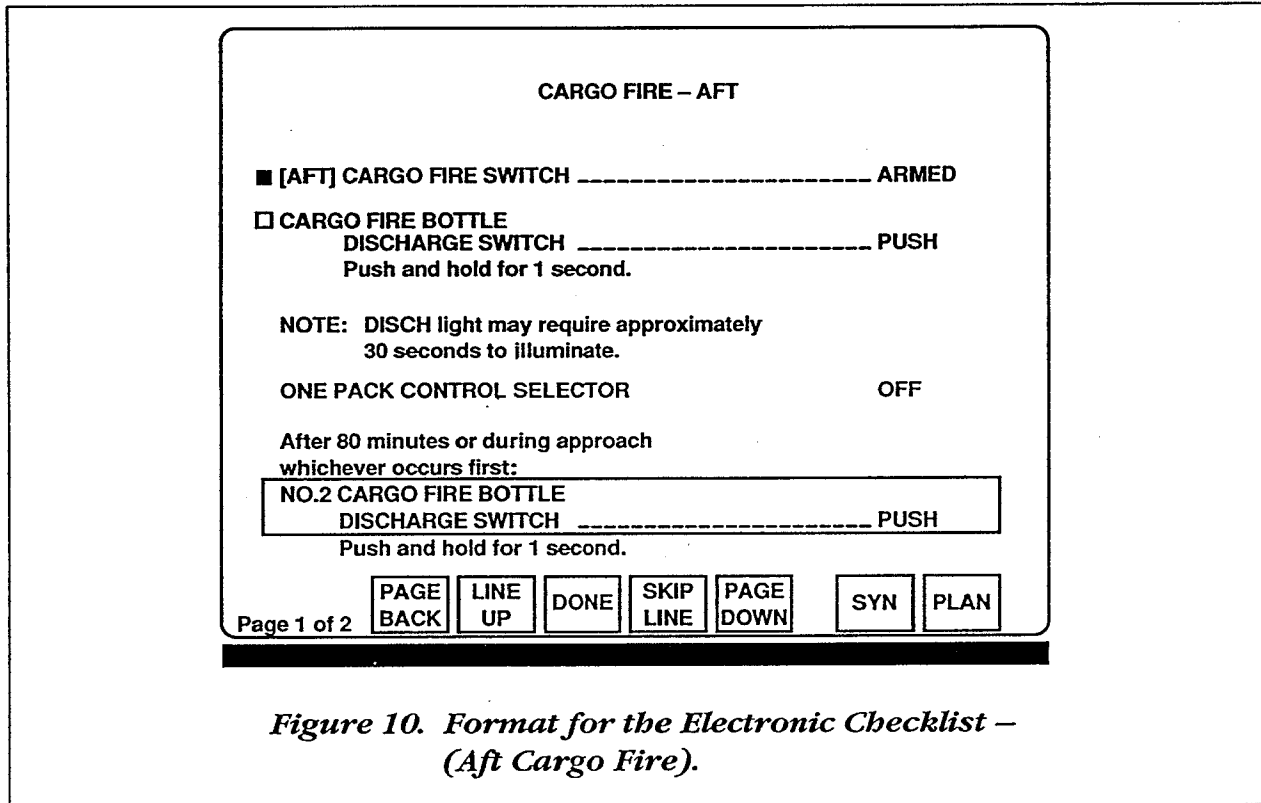 CARGO FIRE – AFT
■ [AFT] CARGO FIRE SWITCH ______________________ ARMED
☐ CARGO FIRE BOTTLE
DISCHARGE SWITCH ______________________ PUSH
Push and hold for 1 second.
NOTE: DISCH light may require approximately
30 seconds to illuminate.
ONE PACK CONTROL SELECTOR OFF
After 80 minutes or during approach
whichever occurs first:
NO.2 CARGO FIRE BOTTLE
DISCHARGE SWITCH ______________________ PUSH
Push and hold for 1 second.
Page 1 of 2
PAGE BACK
LINE UP
DONE
SKIP LINE
PAGE DOWN
SYN
PLAN
Figure 10. Format for the Electronic Checklist –
(Aft Cargo Fire).